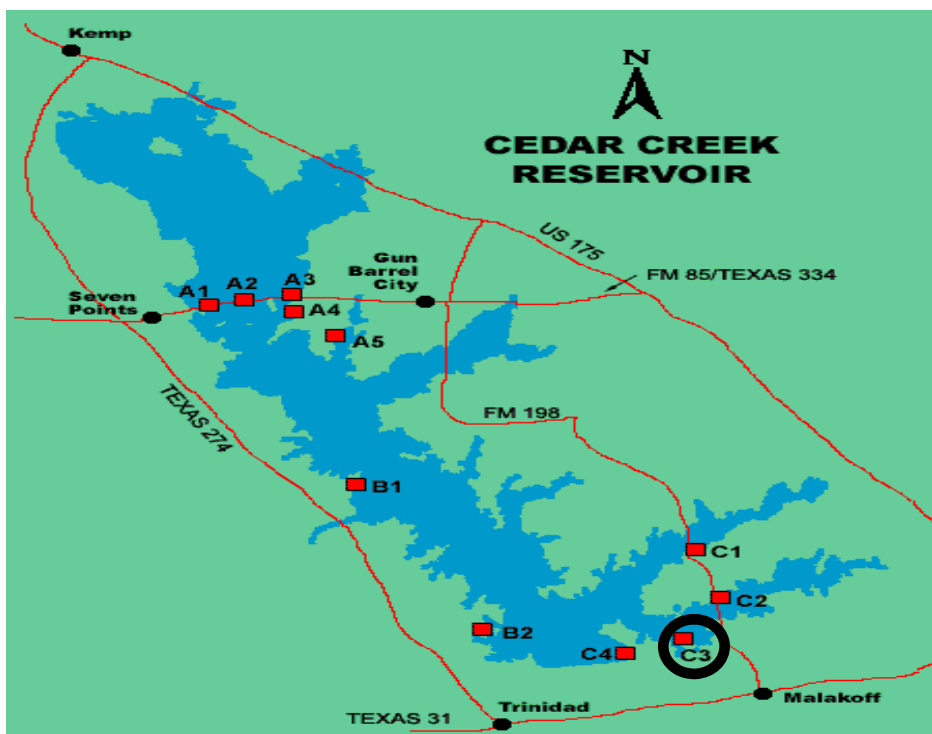 Kemp
N
CEDAR CREEK
RESERVOIR
US 175
FM 85/TEXAS 334
Gun
Barrel
City
Seven
Points
A1
A2
A3
A4
A5
TEXAS 274
FM 198
B1
C1
C2
B2
C4
C3
Malakoff
Trinidad
TEXAS 31